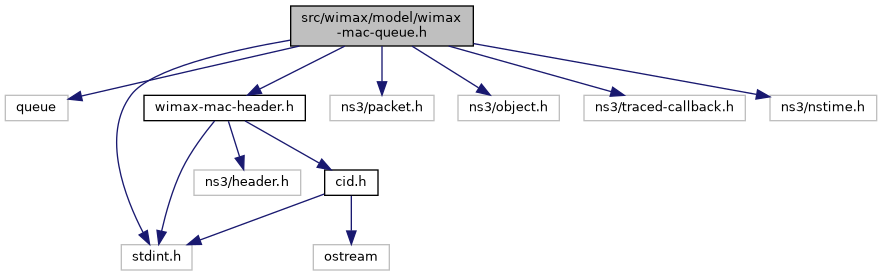 src/wimax/model/wimax
-mac-queue.h
queue
wimax-mac-header.h
ns3/packet.h
ns3/object.h
ns3/traced-callback.h
ns3/nstime.h
ns3/header.h
cid.h
stdint.h
ostream